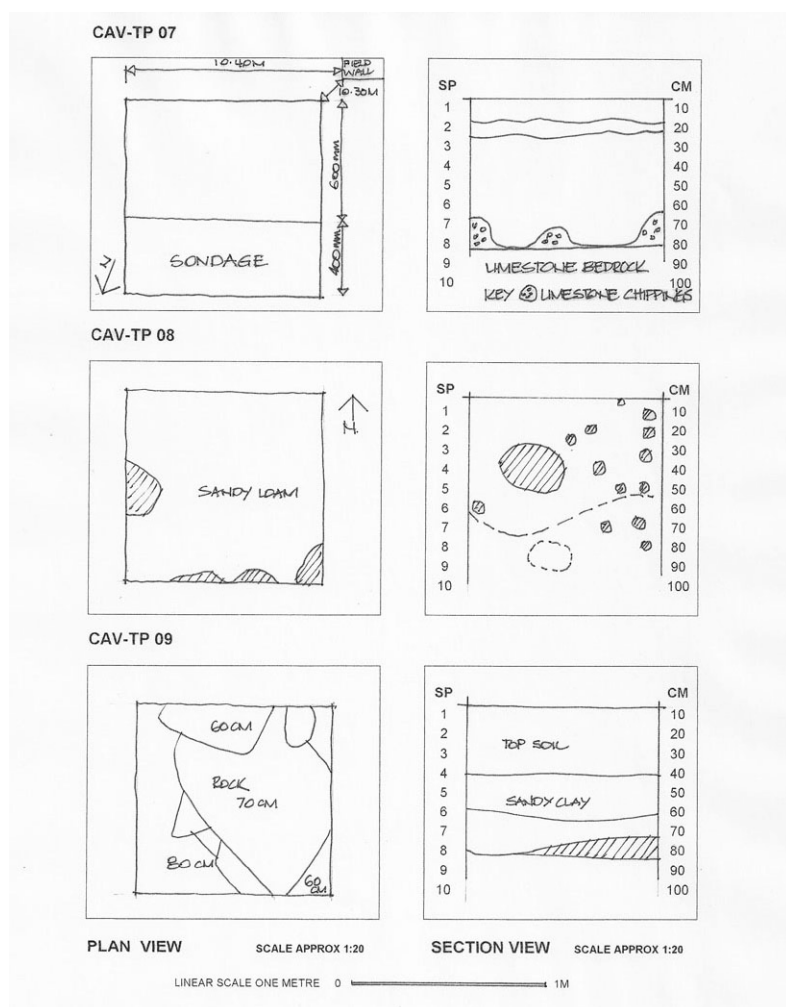 CAV-TP 07
10.40M
FIELD
WALL
10.30M
600mm
400mm
SONDAGE
N
SP
CM
1
10
2
20
3
30
4
40
5
50
6
60
7
70
8
80
9
90
10
100
LIMESTONE BEDROCK
KEY LIMESTONE CHIPPINGS
CAV-TP 08
N.
SANDY LOAM
SP
CM
1
10
2
20
3
30
4
40
5
50
6
60
7
70
8
80
9
90
10
100
CAV-TP 09
60CM
ROCK
70CM
80CM
60
CM
SP
CM
1
10
2
20
3
30
4
40
5
50
6
60
7
70
8
80
9
90
10
100
TOP SOIL
SANDY CLAY
PLAN VIEW
SCALE APPROX 1:20
SECTION VIEW
SCALE APPROX 1:20
LINEAR SCALE ONE METRE 0 1M